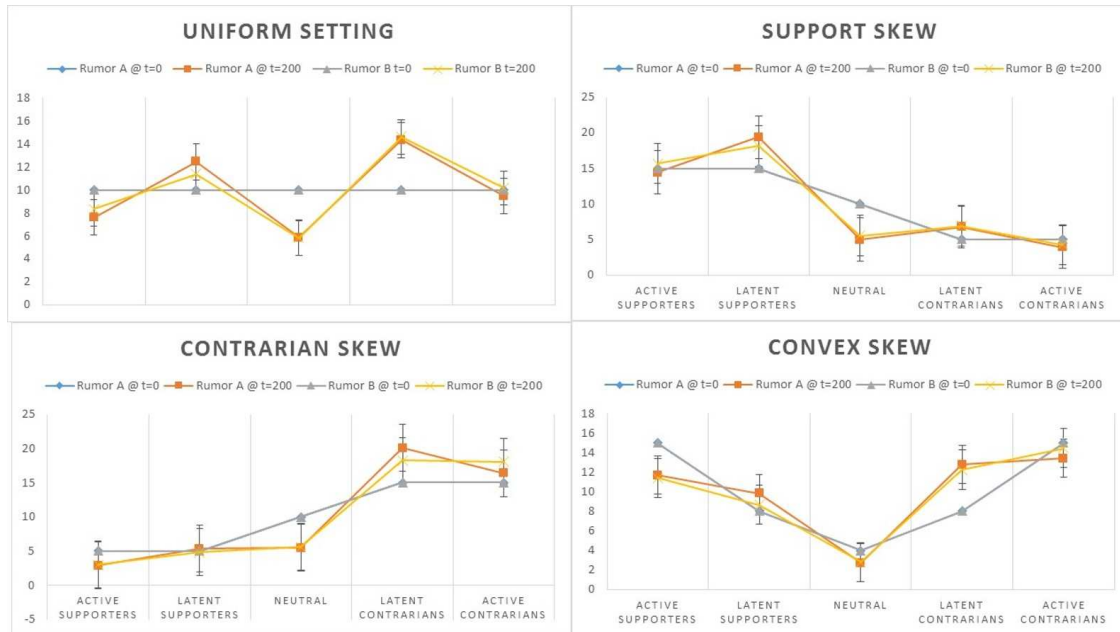 UNIFORM SETTING
Rumor A @ t=0 Rumor A @ t=200 Rumor B t=0 Rumor B t=200
18
16
14
12
10
8
6
4
2
0
SUPPORT SKEW
Rumor A @ t=0 Rumor A @ t=200 Rumor B @ t=0 Rumor B @ t=200
25
20
15
10
5
0
ACTIVE SUPPORTERS
LATENT SUPPORTERS
NEUTRAL
LATENT CONTRARIANS
ACTIVE CONTRARIANS
CONTRARIAN SKEW
Rumor A @ t=0 Rumor A @ t=200 Rumor B @ t=0 Rumor B @ t=200
25
20
15
10
5
0
-5
ACTIVE SUPPORTERS
LATENT SUPPORTERS
NEUTRAL
LATENT CONTRARIANS
ACTIVE CONTRARIANS
CONVEX SKEW
Rumor A @ t=0 Rumor A @ t=200 Rumor B @ t=0 Rumor B @ t=200
18
16
14
12
10
8
6
4
2
0
ACTIVE SUPPORTERS
LATENT SUPPORTERS
NEUTRAL
LATENT CONTRARIANS
ACTIVE CONTRARIANS